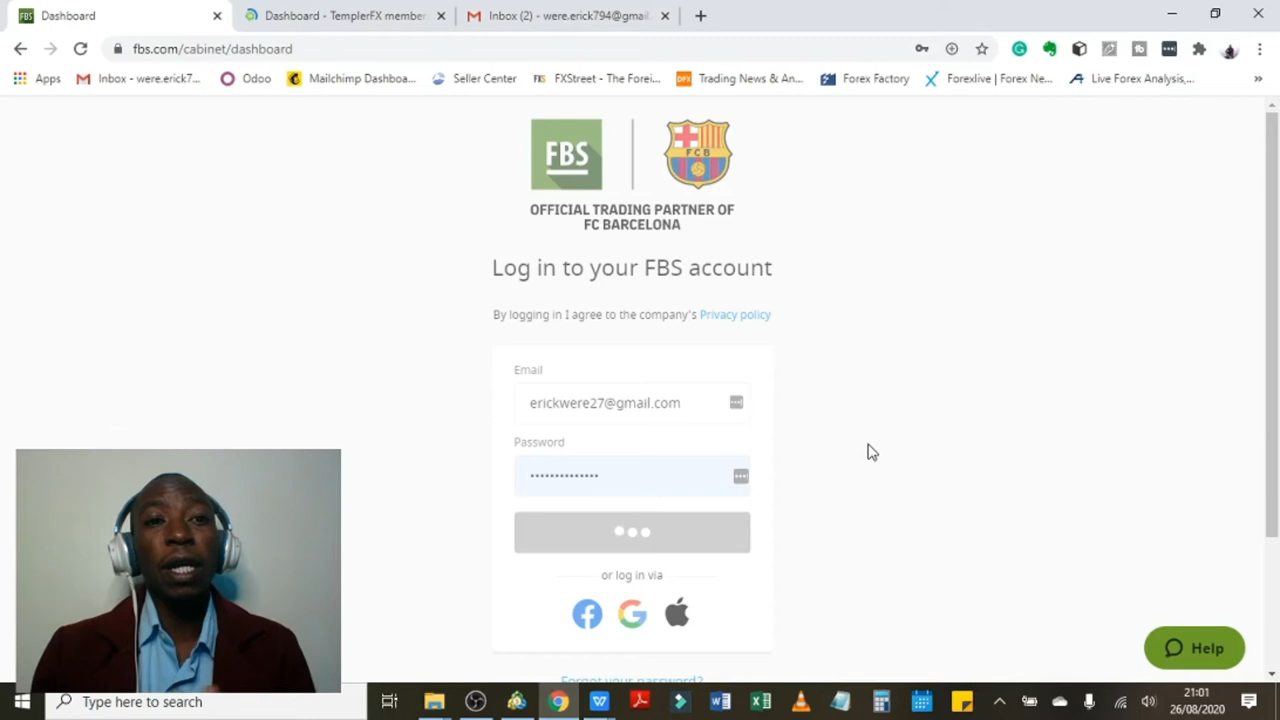 Dashboard
Dashboard - TemplerFX member
Inbox (2) - were.erick794@gmail.
fbs.com/cabinet/dashboard
Apps
Inbox - were.erick7...
Odoo
Mailchimp Dashboa...
Seller Center
FXStreet - The Forei...
Trading News & An...
Forex Factory
Forexlive | Forex Ne...
Live Forex Analysis,...
»
FBS
FCB
OFFICIAL TRADING PARTNER OF
FC BARCELONA
Log in to your FBS account
By logging in I agree to the company's Privacy policy
Email
erickwere27@gmail.com
Password
••••••••••••••
or log in via
Forgot your password?
Help
Type here to search
21:01
26/08/2020